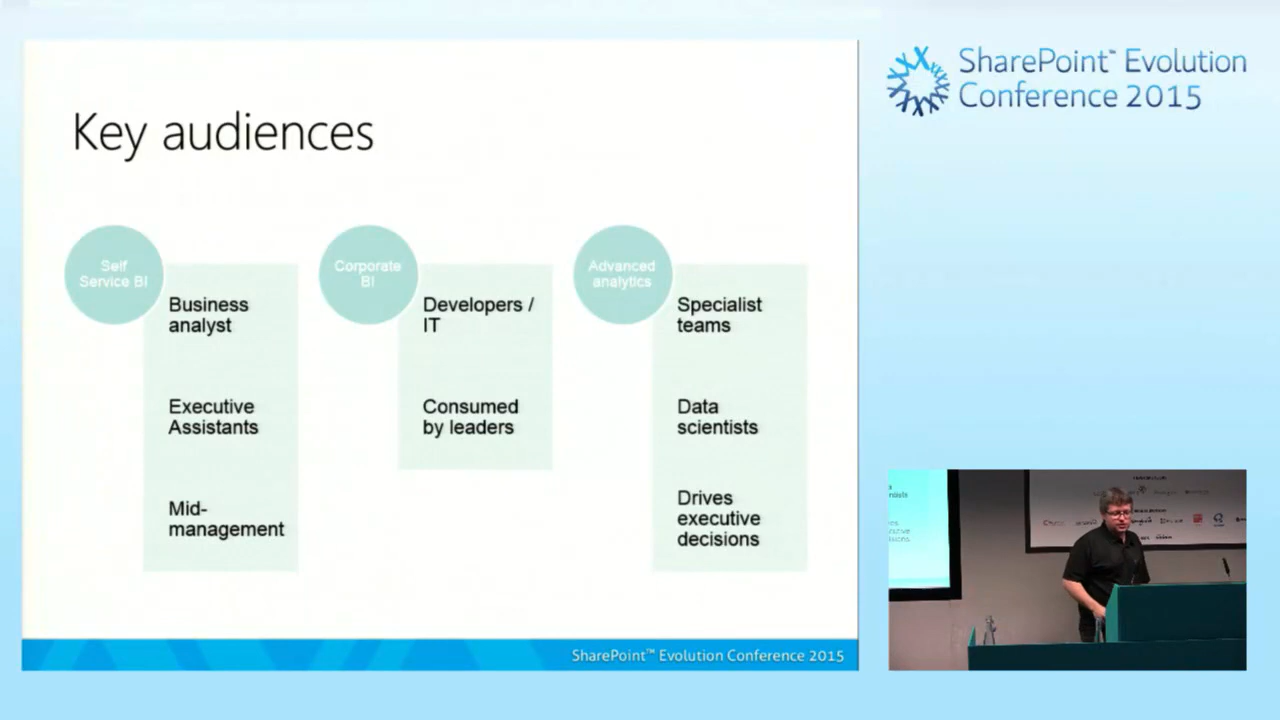 Key audiences
Self
Service BI
Business
analyst
Executive
Assistants
Mid-
management
Corporate
BI
Developers /
IT
Consumed
by leaders
Advanced
analytics
Specialist
teams
Data
scientists
Drives
executive
decisions
SharePoint™ Evolution Conference 2015
SharePoint™ Evolution
Conference 2015